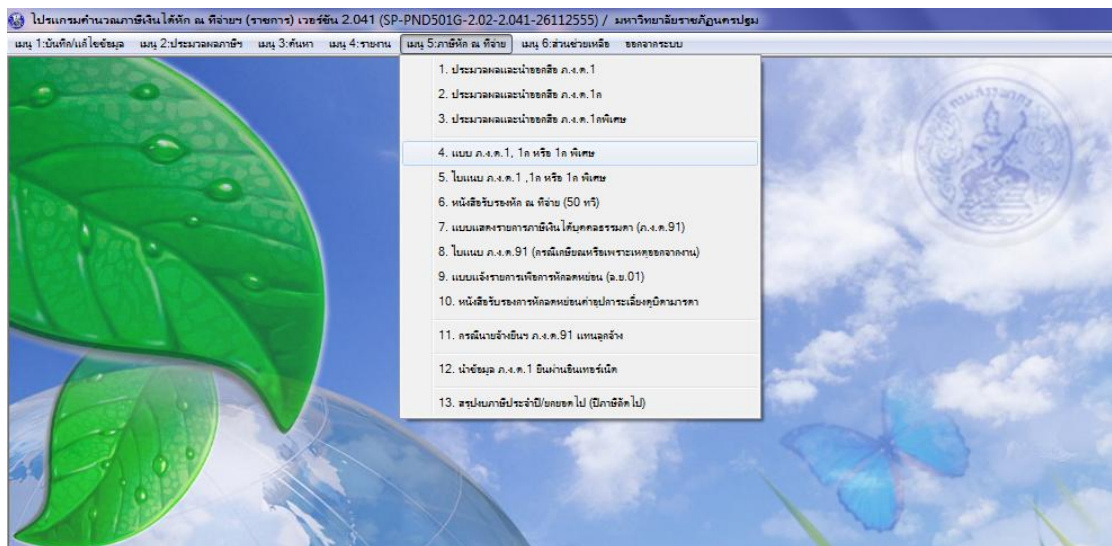 โปรแกรมคำนวณภาษีเงินได้หัก ณ ที่จ่ายฯ (ราชการ) เวอร์ชัน 2.041 (SP-PND501G-2.02-2.041-26112555) / มหาวิทยาลัยราชภัฏนครปฐม
เมนู 1:บันทึก/แก้ไขข้อมูล เมนู 2:ประมวลผลภาษีฯ เมนู 3:ค้นหา เมนู 4:รายงาน เมนู 5:ภาษีหัก ณ ที่จ่าย เมนู 6:ส่วนช่วยเหลือ ออกจากระบบ
1. ประมวลผลและนำออกสื่อ ภ.ง.ด.1
2. ประมวลผลและนำออกสื่อ ภ.ง.ด.1ก
3. ประมวลผลและนำออกสื่อ ภ.ง.ด.1กพิเศษ
4. แบบ ภ.ง.ด.1, 1ก หรือ 1ก พิเศษ
5. ใบแนบ ภ.ง.ด.1 ,1ก หรือ 1ก พิเศษ
6. หนังสือรับรองหัก ณ ที่จ่าย (50 ทวิ)
7. แบบแสดงรายการภาษีเงินได้บุคคลธรรมดา (ภ.ง.ด.91)
8. ใบแนบ ภ.ง.ด.91 (กรณีเกษียณหรือเพราะเหตุออกจากงาน)
9. แบบแจ้งรายการเพื่อการหักลดหย่อน (ล.ย.01)
10. หนังสือรับรองการหักลดหย่อนค่าอุปการะเลี้ยงดูบิดามารดา
11. กรณีนายจ้างยื่นฯ ภ.ง.ด.91 แทนลูกจ้าง
12. นำข้อมูล ภ.ง.ด.1 ยื่นผ่านอินเทอร์เน็ต
13. สรุปงบภาษีประจำปี/ยกยอดไป (ปีภาษีถัดไป)